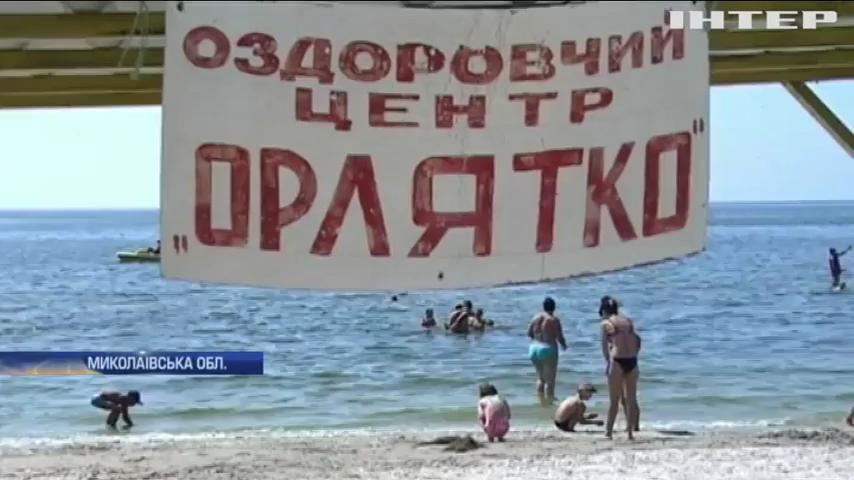 ІНТЕР
ОЗДОРОВЧИЙ
ЦЕНТР
"ОРЛЯТКО"
МИКОЛАЇВСЬКА ОБЛ.